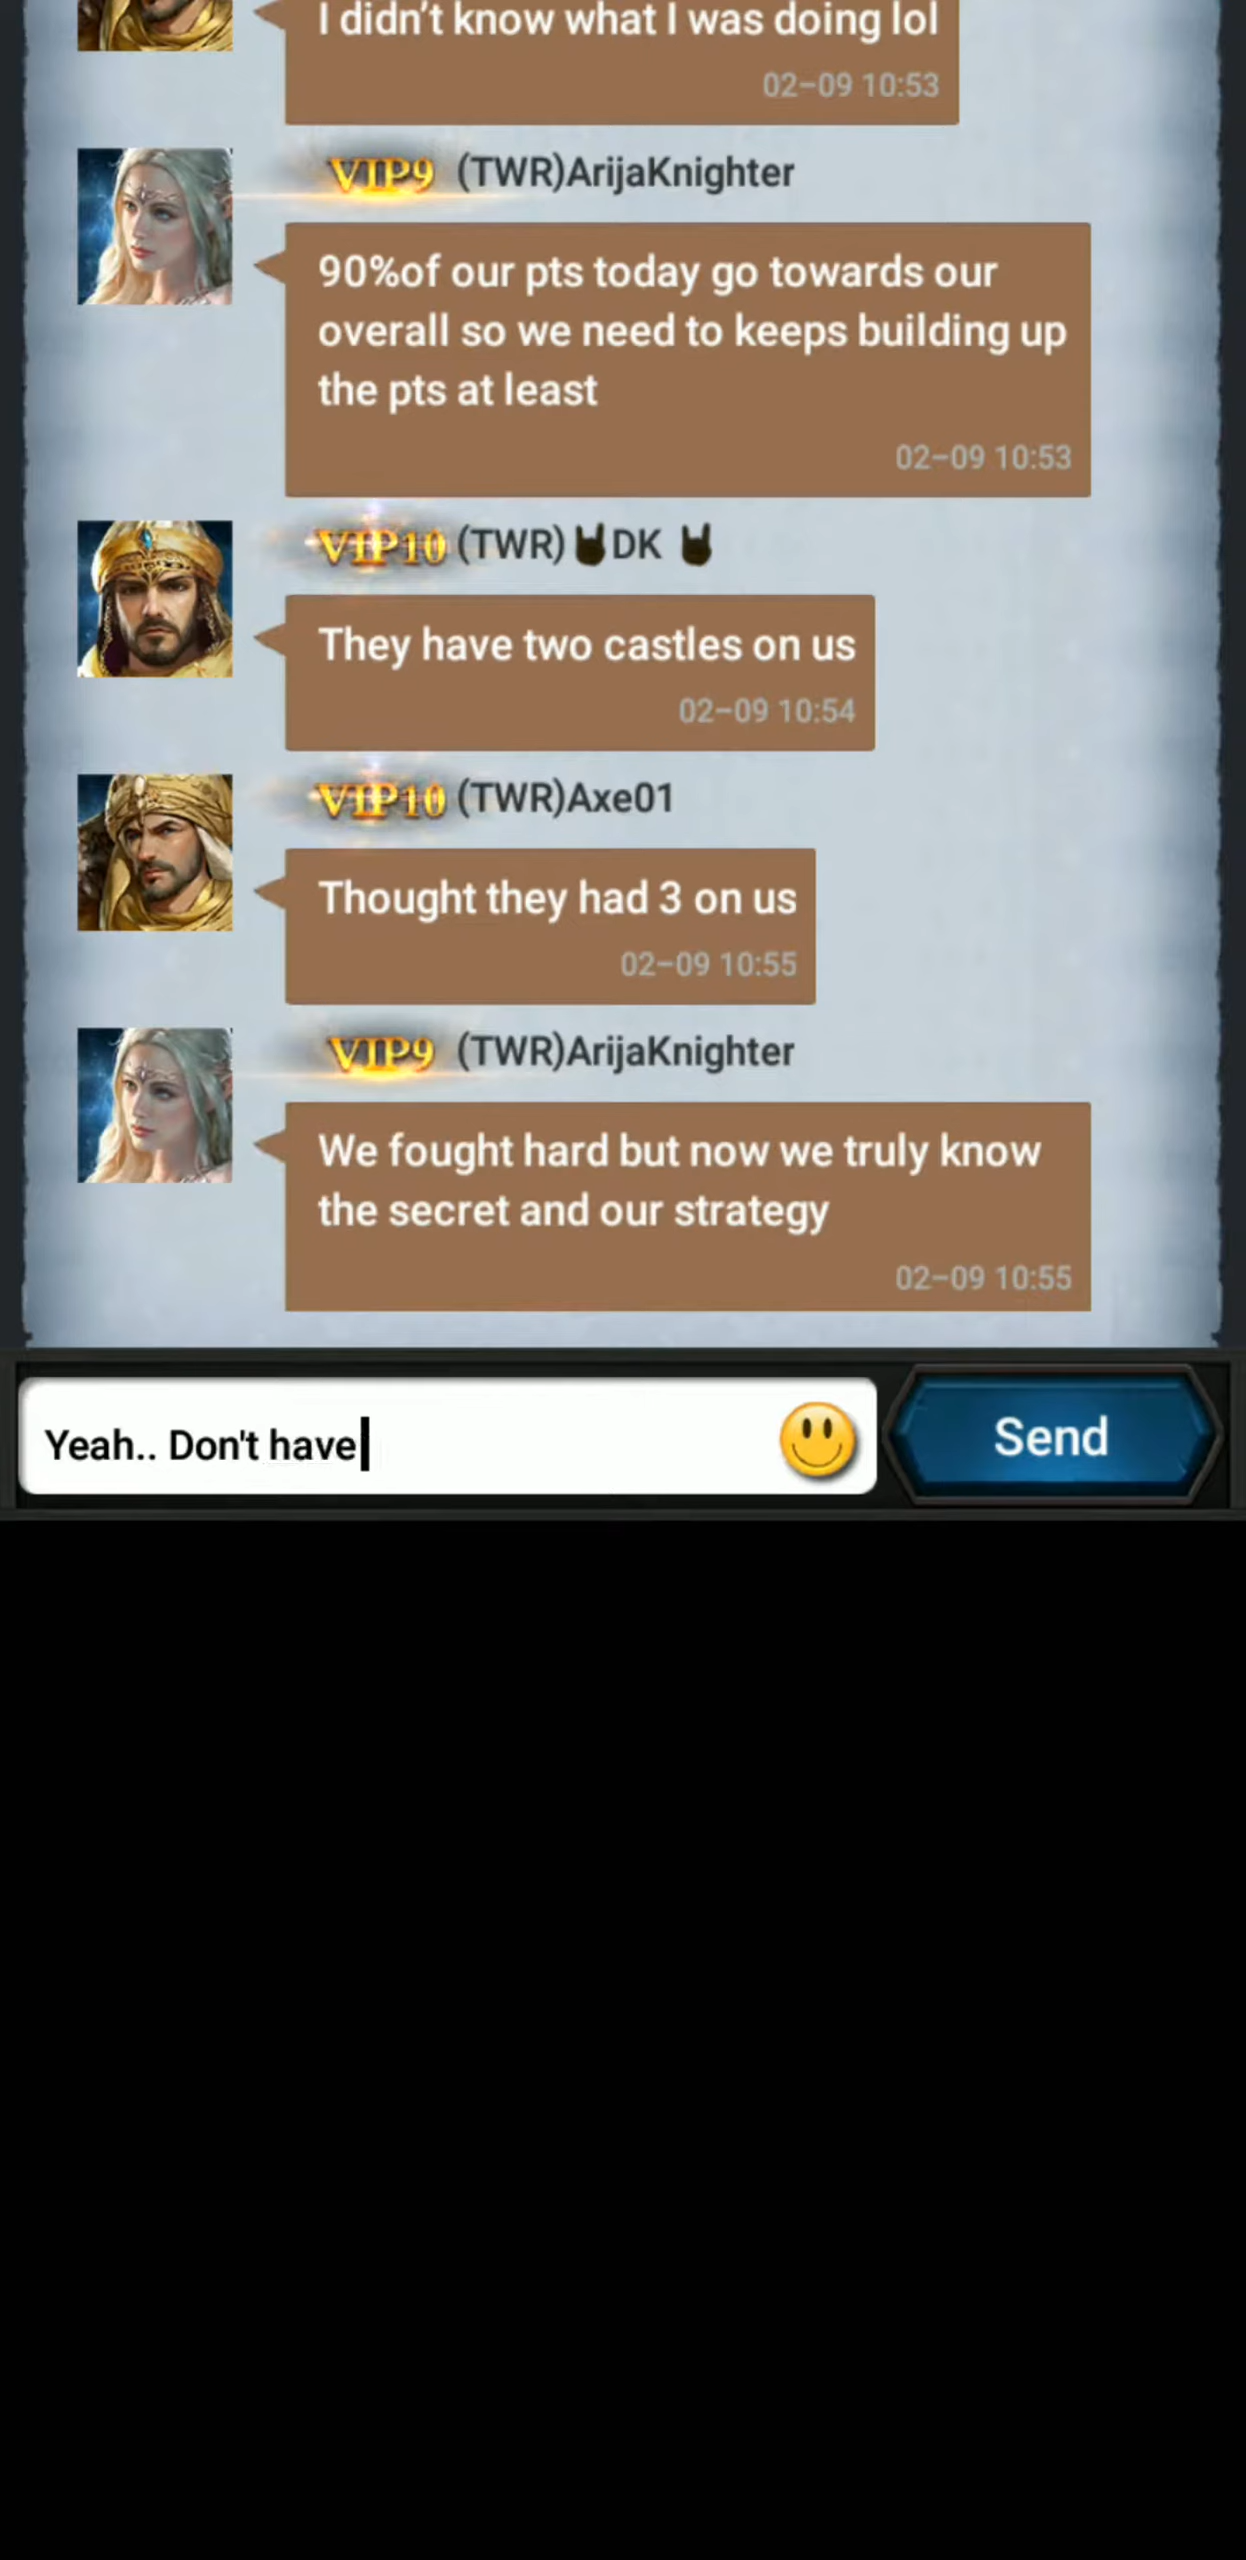 I didn't know what I was doing lol
02-09 10:53
VIP9 (TWR)ArijaKnighter
90%of our pts today go towards our
overall so we need to keeps building up
the pts at least
02-09 10:53
VIP10 (TWR)🤘DK 🤘
They have two castles on us
02-09 10:54
VIP10 (TWR)Axe01
Thought they had 3 on us
02-09 10:55
VIP9 (TWR)ArijaKnighter
We fought hard but now we truly know
the secret and our strategy
02-09 10:55
Yeah.. Don't have
Send